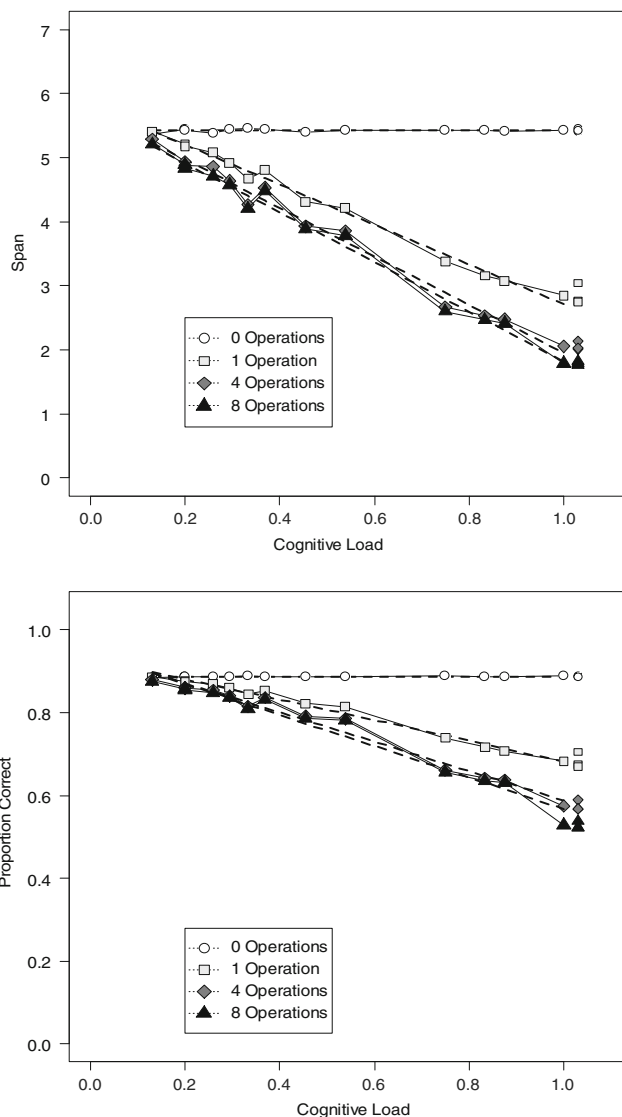 7
6
5
4
3
2
1
0
Span
0 Operations
1 Operation
4 Operations
8 Operations
0.0 0.2 0.4 0.6 0.8 1.0
Cognitive Load
1.0
0.8
0.6
0.4
0.2
0.0
Proportion Correct
0 Operations
1 Operation
4 Operations
8 Operations
0.0 0.2 0.4 0.6 0.8 1.0
Cognitive Load